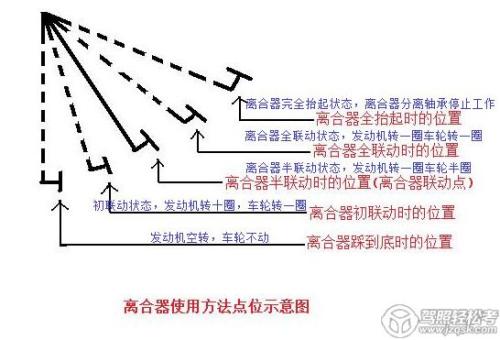 离合器完全抬起状态，离合器分离轴承停止工作
离合器全抬起时的位置
离合器全联动状态，发动机转一圈车轮转一圈
离合器全联动时的位置
离合器半联动状态，发动机转一圈车轮半圈
离合器半联动时的位置(离合器联动点)
初联动状态，发动机转十圈，车轮转一圈
离合器初联动时的位置
发动机空转，车轮不动
离合器踩到底时的位置
离合器使用方法点位示意图
驾照轻松考
www.jzqsk.com